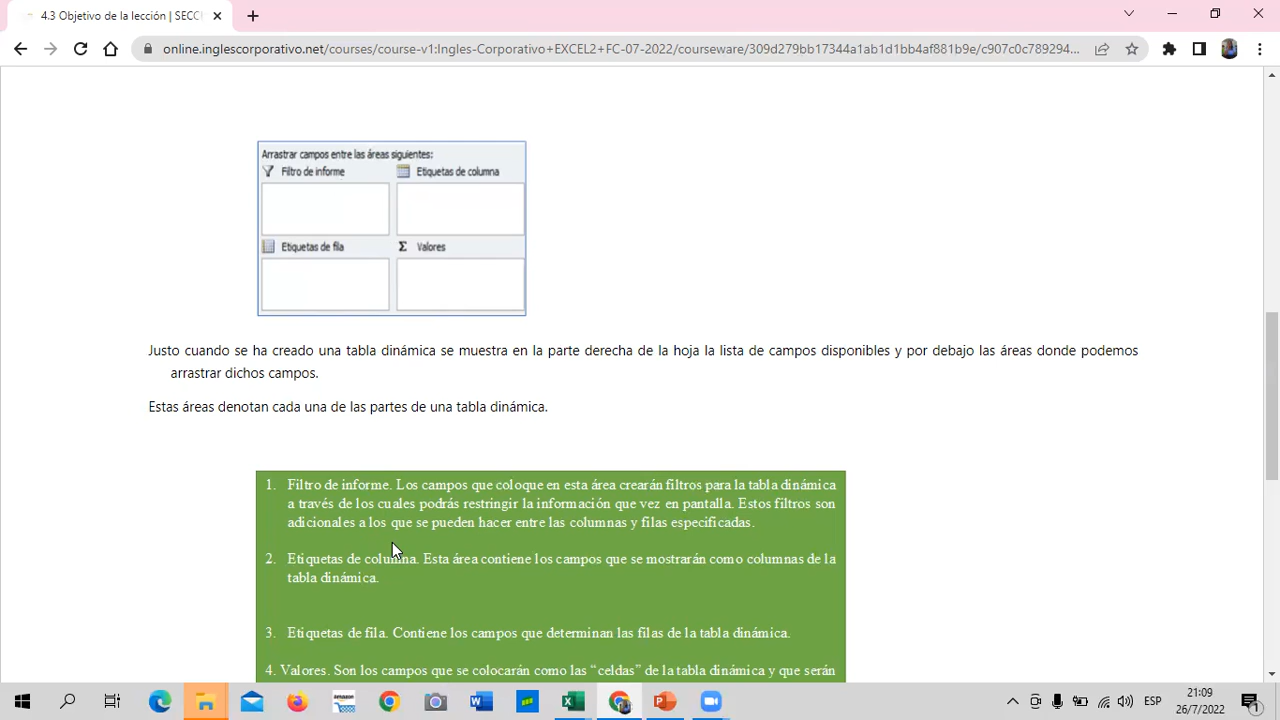 4.3 Objetivo de la lección | SECC
online.inglescorporativo.net/courses/course-v1:Ingles-Corporativo+EXCEL2+FC-07-2022/courseware/309d279bb17344a1ab1d1bb4af881b9e/c907c0c789294...
Arrastrar campos entre las áreas siguientes:
Filtro de informe Etiquetas de columna
Etiquetas de fila Σ Valores
Justo cuando se ha creado una tabla dinámica se muestra en la parte derecha de la hoja la lista de campos disponibles y por debajo las áreas donde podemos
arrastrar dichos campos.
Estas áreas denotan cada una de las partes de una tabla dinámica.
1. Filtro de informe. Los campos que coloque en esta área crearán filtros para la tabla dinámica
a través de los cuales podrás restringir la información que vez en pantalla. Estos filtros son
adicionales a los que se pueden hacer entre las columnas y filas especificadas.
2. Etiquetas de columna. Esta área contiene los campos que se mostrarán como columnas de la
tabla dinámica.
3. Etiquetas de fila. Contiene los campos que determinan las filas de la tabla dinámica.
4. Valores. Son los campos que se colocarán como las “celdas” de la tabla dinámica y que serán
amazon
ESP
21:09
26/7/2022